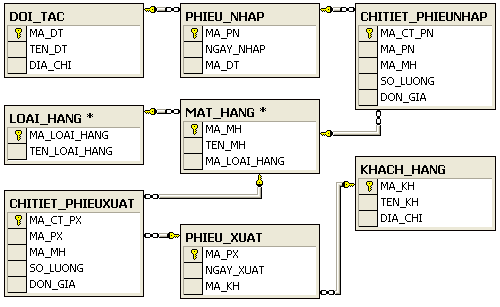 DOI_TAC
MA_DT
TEN_DT
DIA_CHI
PHIEU_NHAP
MA_PN
NGAY_NHAP
MA_DT
CHITIET_PHIEUNHAP
MA_CT_PN
MA_PN
MA_MH
SO_LUONG
DON_GIA
LOAI_HANG *
MA_LOAI_HANG
TEN_LOAI_HANG
MAT_HANG *
MA_MH
TEN_MH
MA_LOAI_HANG
KHACH_HANG
MA_KH
TEN_KH
DIA_CHI
CHITIET_PHIEUXUAT
MA_CT_PX
MA_PX
MA_MH
SO_LUONG
DON_GIA
PHIEU_XUAT
MA_PX
NGAY_XUAT
MA_KH